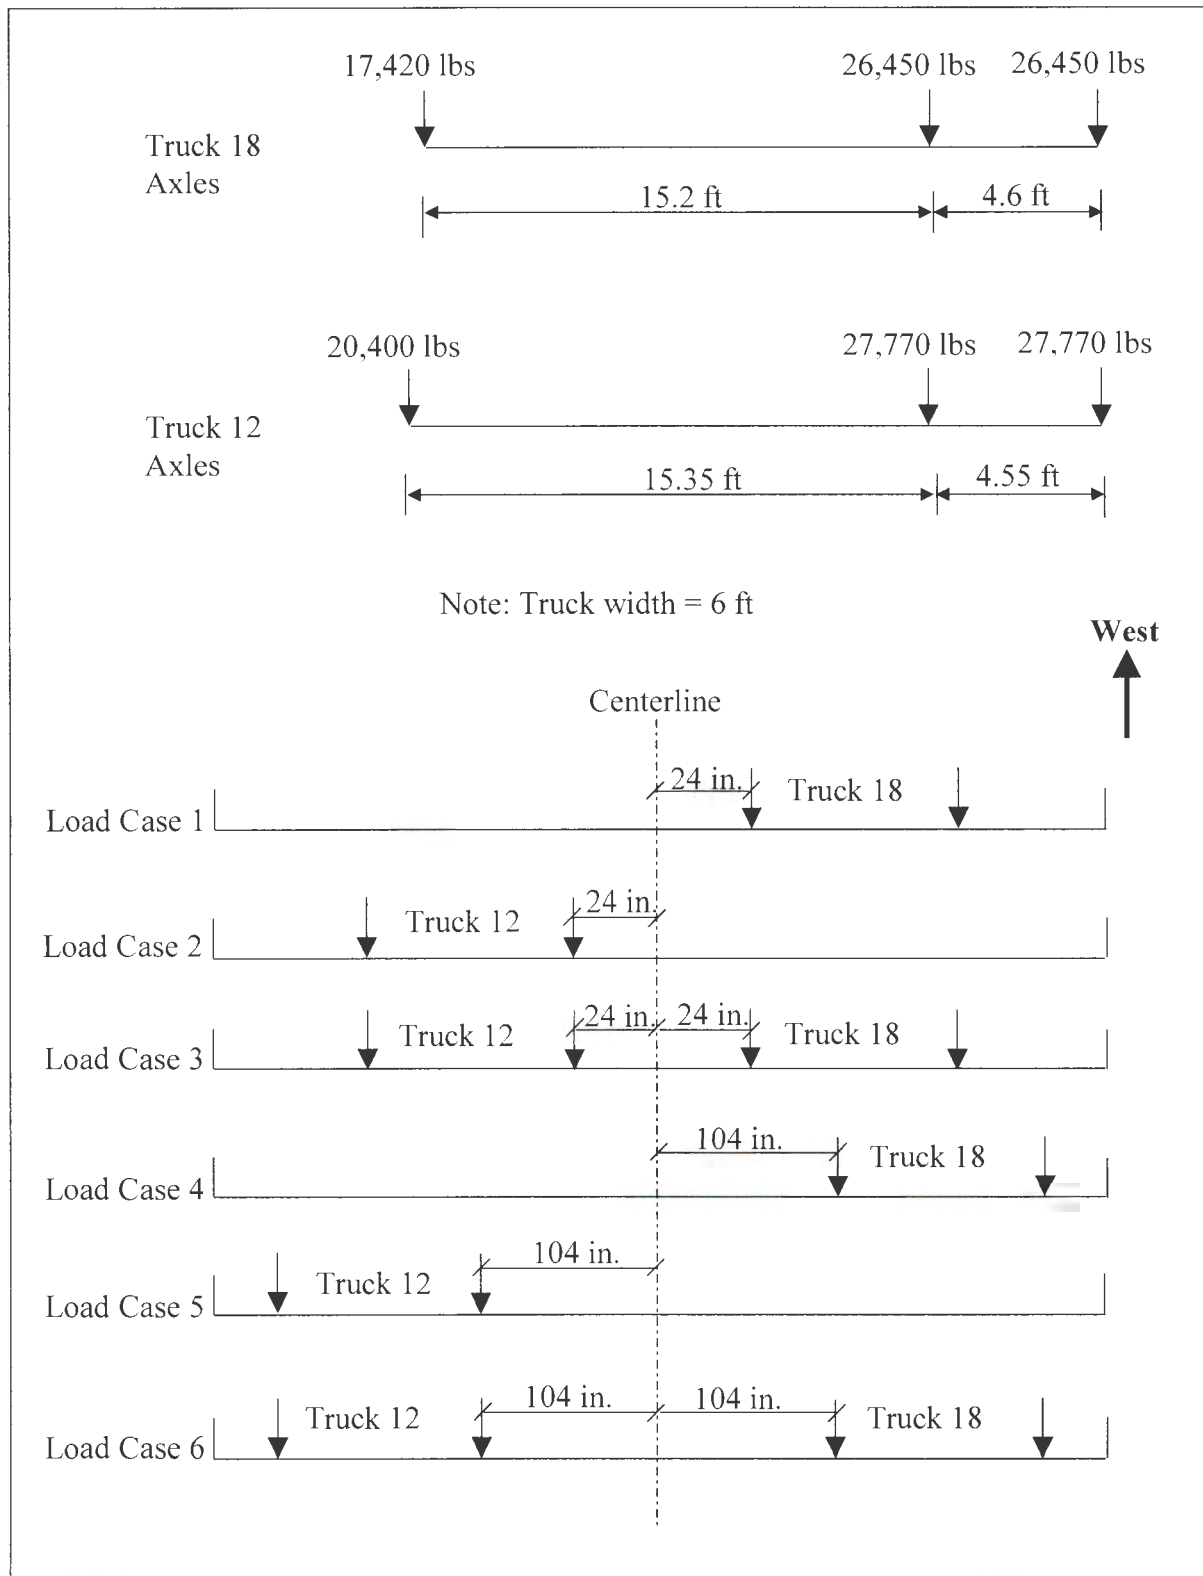 17,420 lbs 26,450 lbs 26,450 lbs
Truck 18
Axles
15.2 ft 4.6 ft
20,400 lbs 27,770 lbs 27,770 lbs
Truck 12
Axles
15.35 ft 4.55 ft
Note: Truck width = 6 ft
West
Centerline
24 in. Truck 18
Load Case 1
Truck 12 24 in.
Load Case 2
Truck 12 24 in. 24 in. Truck 18
Load Case 3
104 in. Truck 18
Load Case 4
104 in.
Truck 12
Load Case 5
Truck 12 104 in. 104 in. Truck 18
Load Case 6